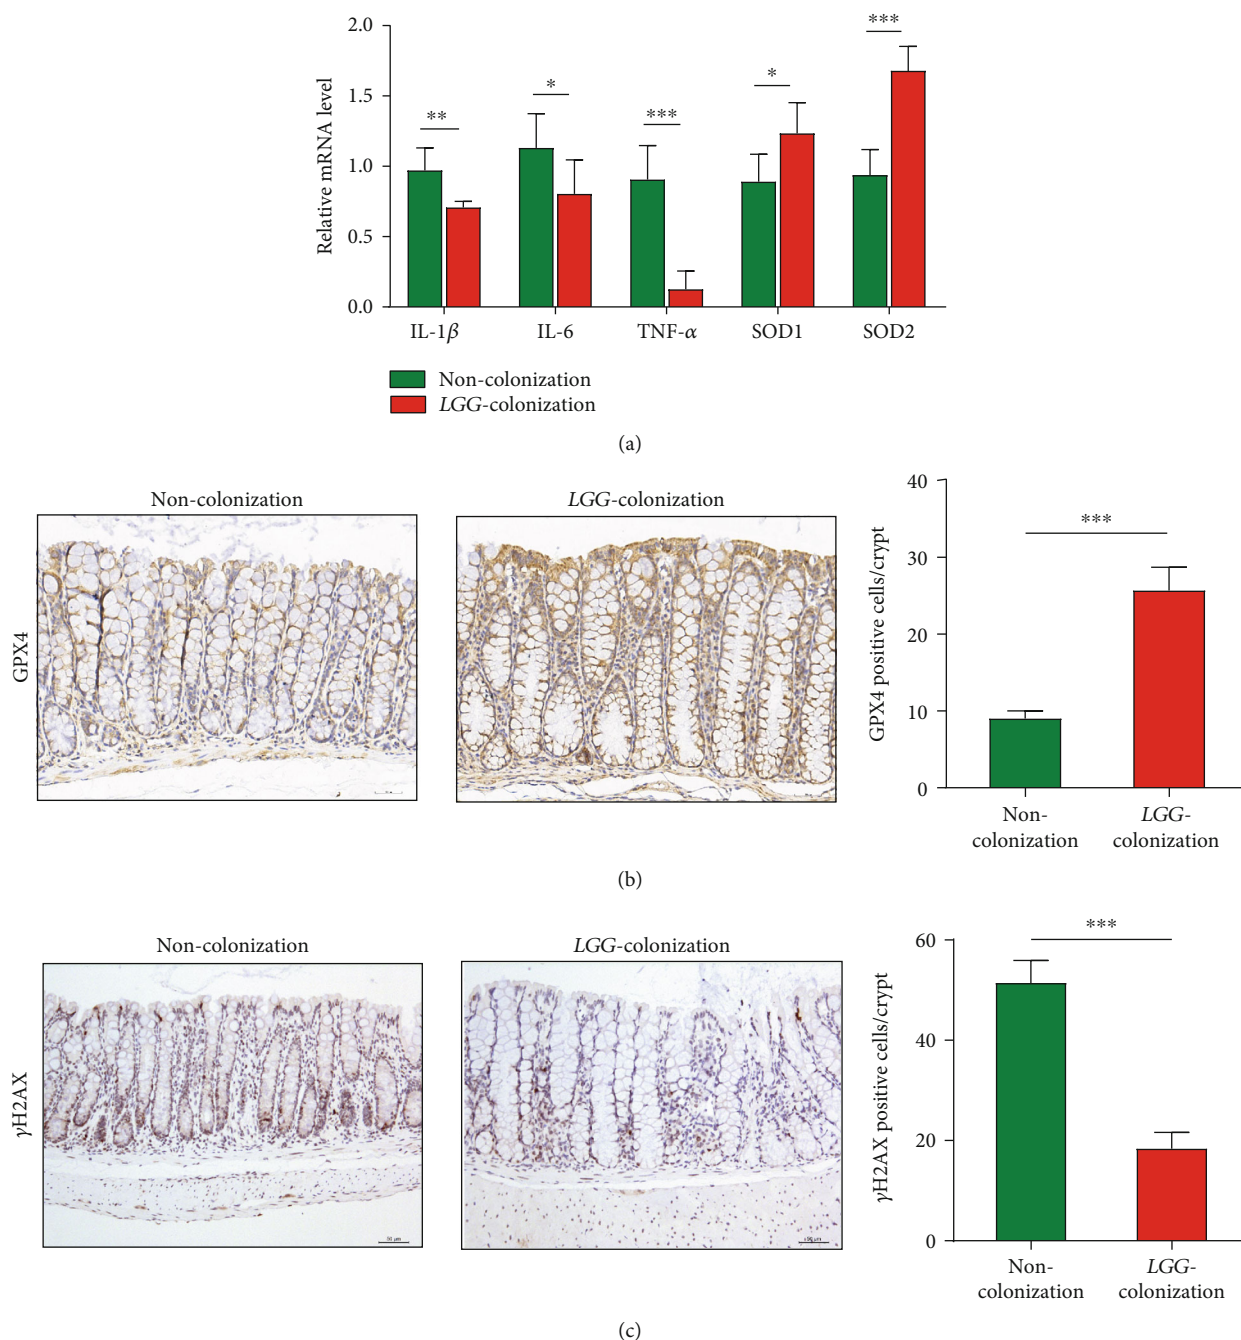 2.0
***
1.5
*
*
**
***
Relative mRNA level
1.0
0.5
0.0
IL-1β
IL-6
TNF-α
SOD1
SOD2
Non-colonization
LGG-colonization
(a)
Non-colonization
LGG-colonization
GPX4
40
***
30
GPX4 positive cells/crypt
20
10
0
Non-
colonization
LGG-
colonization
(b)
Non-colonization
LGG-colonization
γH2AX
60
***
40
γH2AX positive cells/crypt
20
0
Non-
colonization
LGG-
colonization
(c)